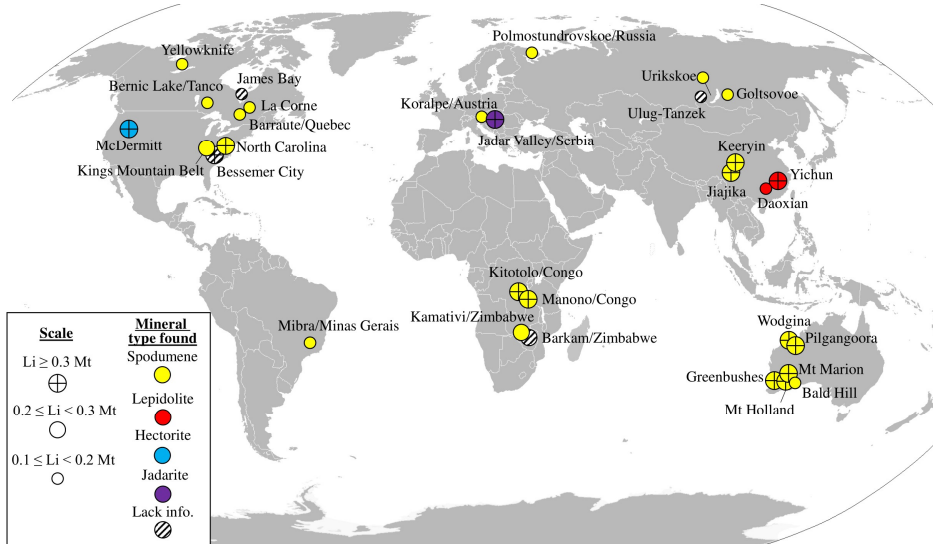 Polmostundrovskoe/Russia
Yellowknife
James Bay
Urikskoe
Bernic Lake/Tanco
Goltsovoe
La Corne
Koralpe/Austria
Ulug-Tanzek
Barraute/Quebec
McDermitt
Jadar Valley/Serbia
North Carolina
Keeryin
Kings Mountain Belt
Bessemer City
Yichun
Jiajika
Daoxian
Kitotolo/Congo
Manono/Congo
Kamativi/Zimbabwe
Mibra/Minas Gerais
Barkam/Zimbabwe
Wodgina
Pilgangoora
Mt Marion
Greenbushes
Bald Hill
Mt Holland
Scale
Li ≥ 0.3 Mt
0.2 ≤ Li < 0.3 Mt
0.1 ≤ Li < 0.2 Mt
Mineral
type found
Spodumene
Lepidolite
Hectorite
Jadarite
Lack info.